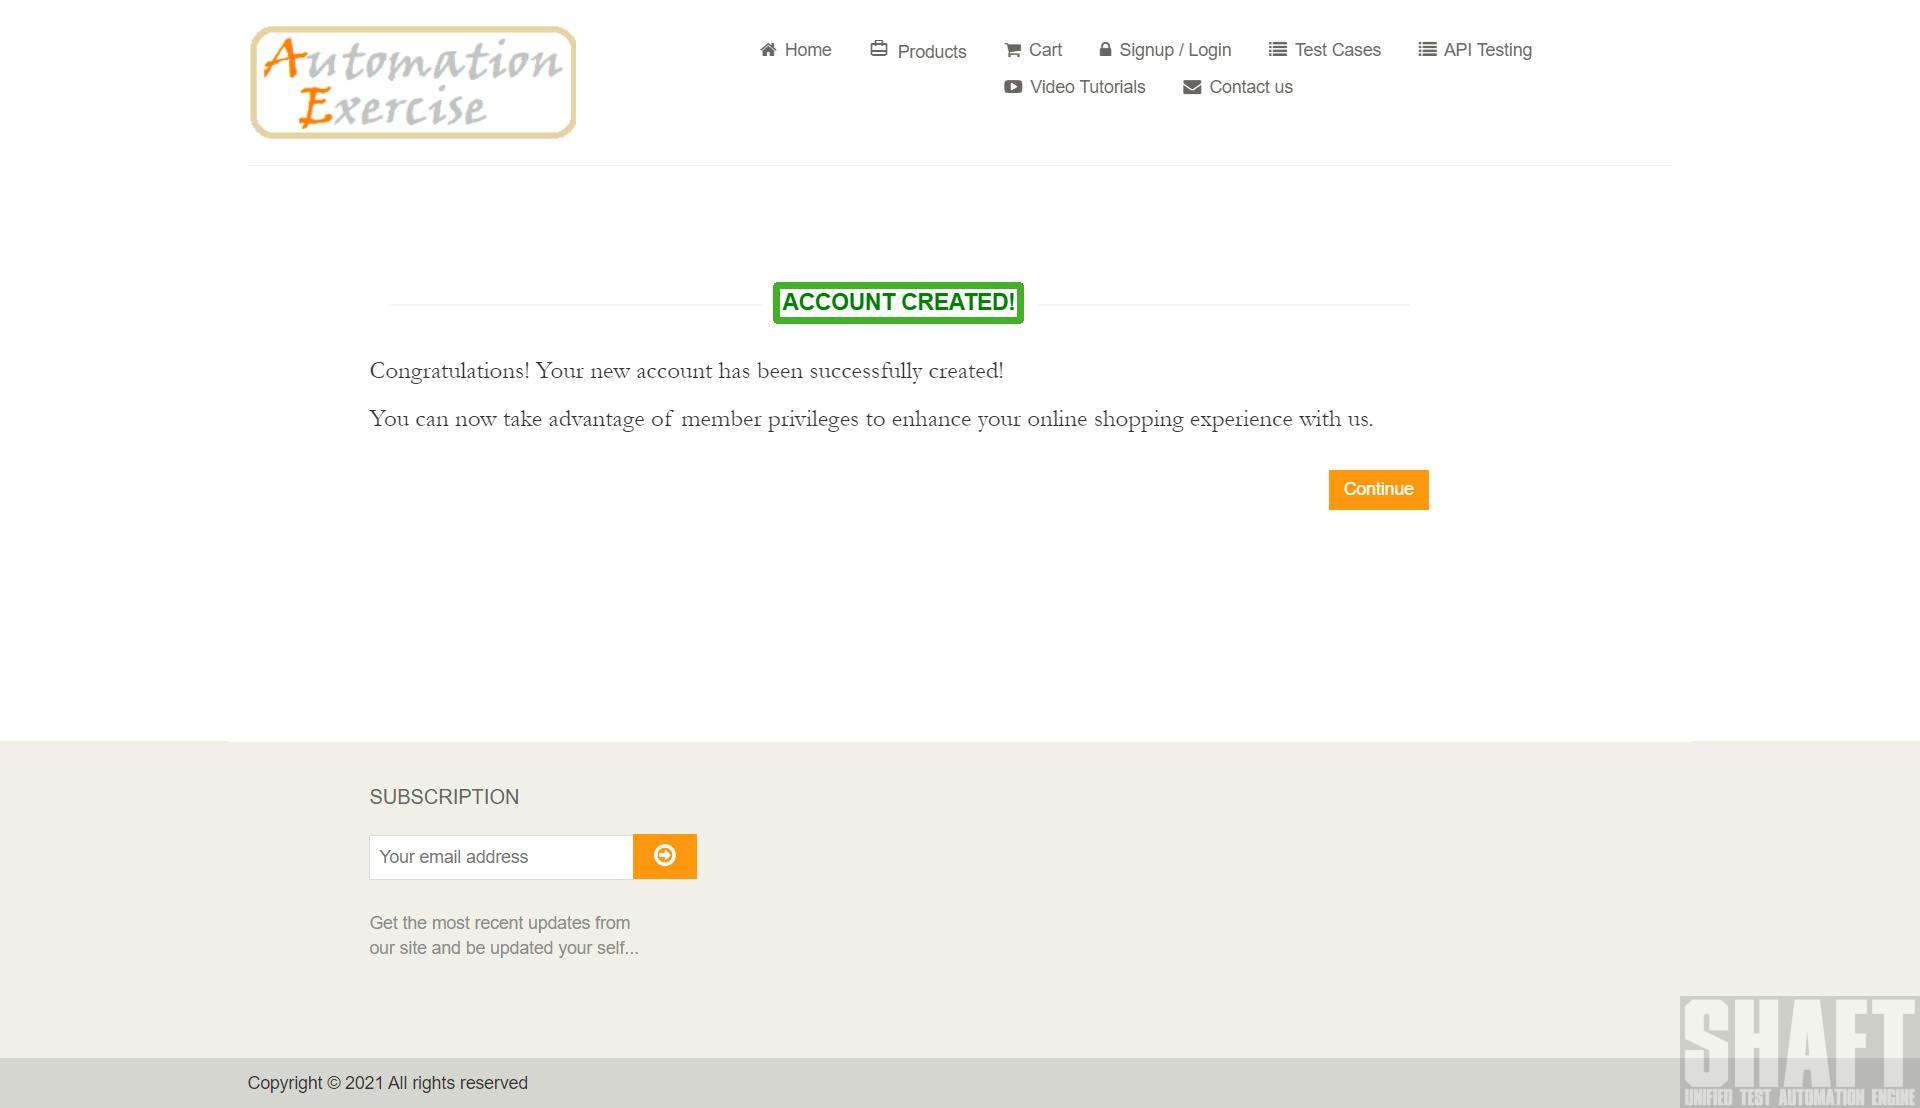 Automation
Exercise
Home Products Cart Signup / Login Test Cases API Testing
Video Tutorials Contact us
ACCOUNT CREATED!
Congratulations! Your new account has been successfully created!
You can now take advantage of member privileges to enhance your online shopping experience with us.
Continue
SUBSCRIPTION
Your email address
Get the most recent updates from
our site and be updated your self...
Copyright © 2021 All rights reserved
SHAFT
UNIFIED TEST AUTOMATION ENGINE